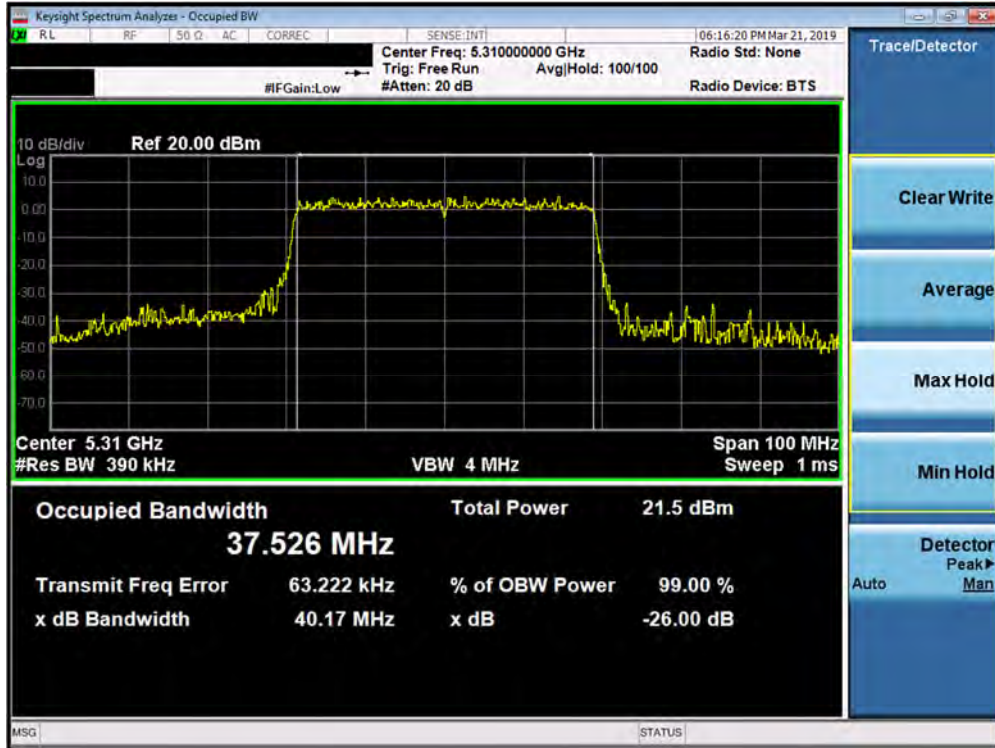 Keysight Spectrum Analyzer - Occupied BW
LXI RL RF 50 Ω AC CORREC SENSE:INT 06:16:20 PM Mar 21, 2019
Center Freq: 5.310000000 GHz Radio Std: None
Trig: Free Run Avg|Hold: 100/100
#IFGain:Low #Atten: 20 dB Radio Device: BTS
Trace/Detector
10 dB/div Ref 20.00 dBm
Log
10.0
0.00
-10.0
-20.0
-30.0
-40.0
-50.0
-60.0
-70.0
Center 5.31 GHz Span 100 MHz
#Res BW 390 kHz VBW 4 MHz Sweep 1 ms
Occupied Bandwidth Total Power 21.5 dBm
37.526 MHz
Transmit Freq Error 63.222 kHz % of OBW Power 99.00 %
x dB Bandwidth 40.17 MHz x dB -26.00 dB
Clear Write
Average
Max Hold
Min Hold
Detector
Peak▶
Auto Man
MSG STATUS